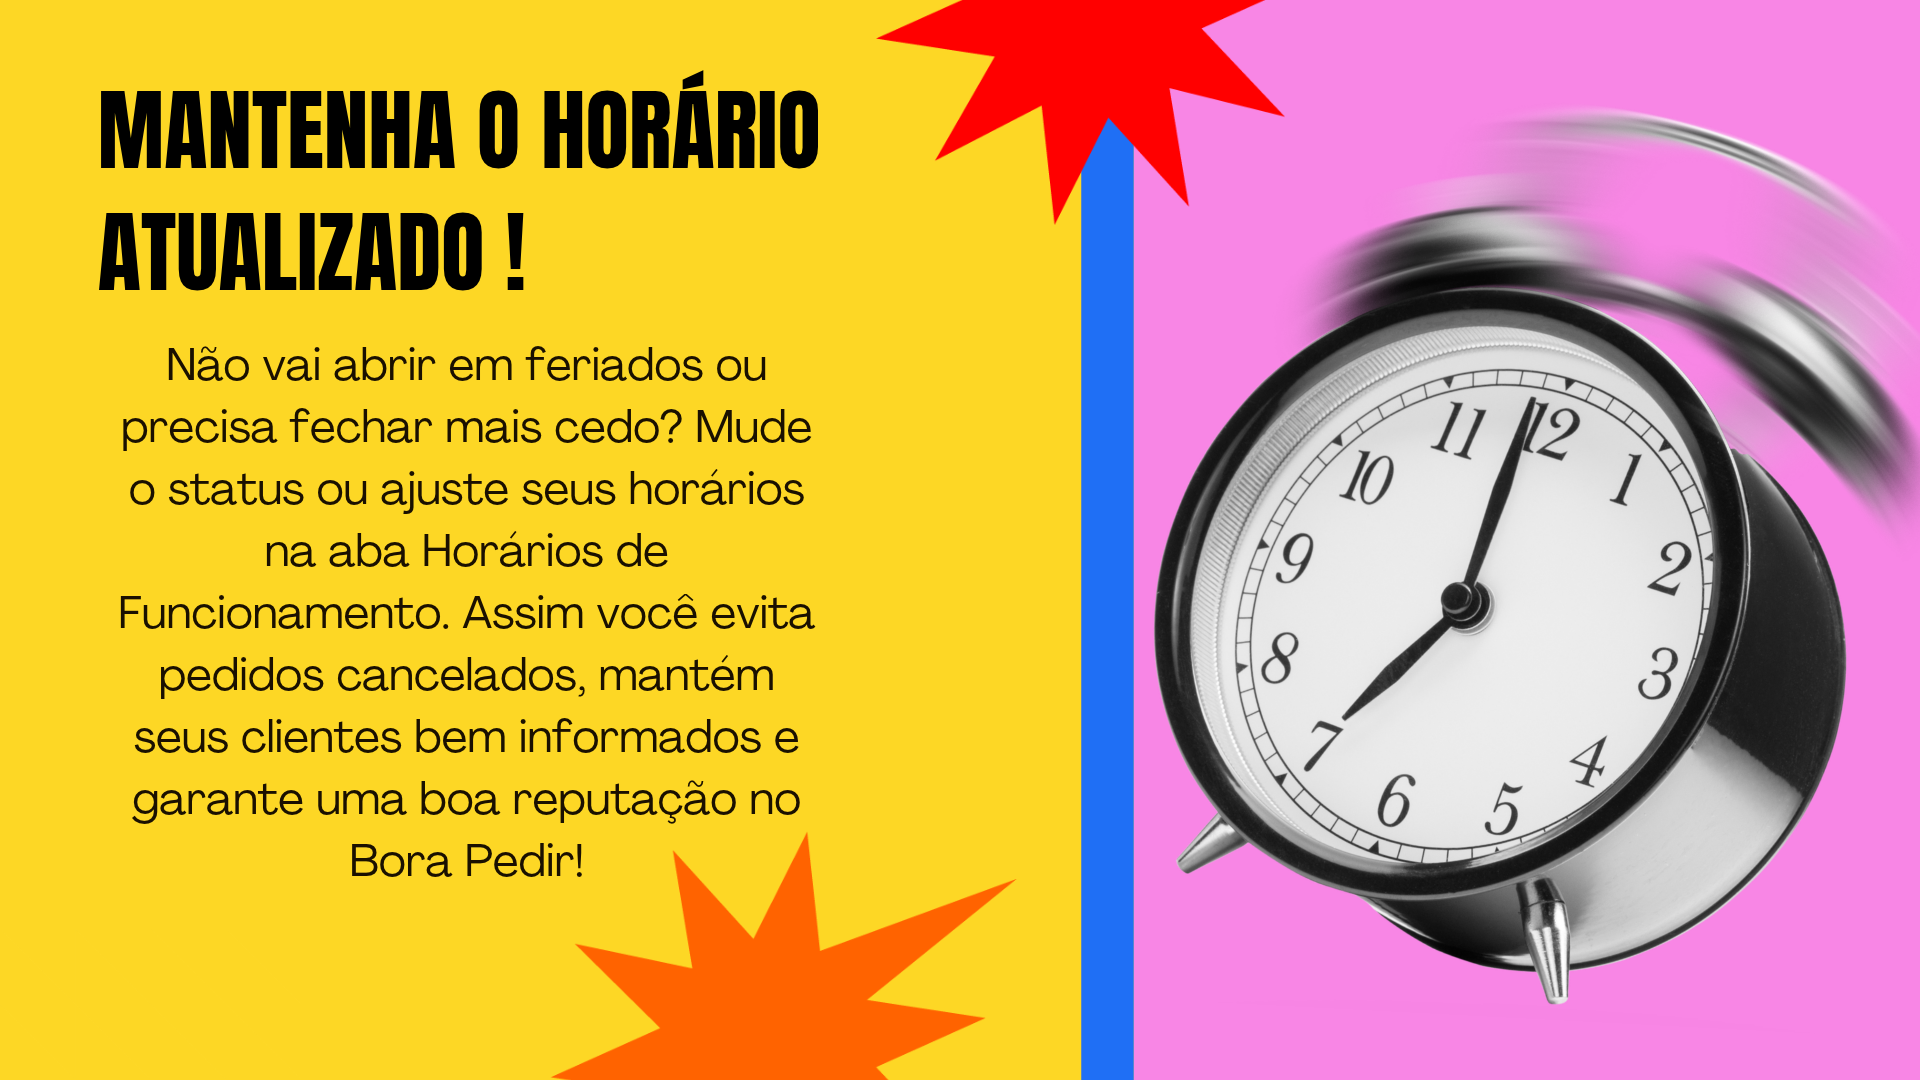 MANTENHA O HORÁRIO
ATUALIZADO !
Não vai abrir em feriados ou
precisa fechar mais cedo? Mude
o status ou ajuste seus horários
na aba Horários de
Funcionamento. Assim você evita
pedidos cancelados, mantém
seus clientes bem informados e
garante uma boa reputação no
Bora Pedir!
11
12
10
1
9
2
8
3
7
4
6
5